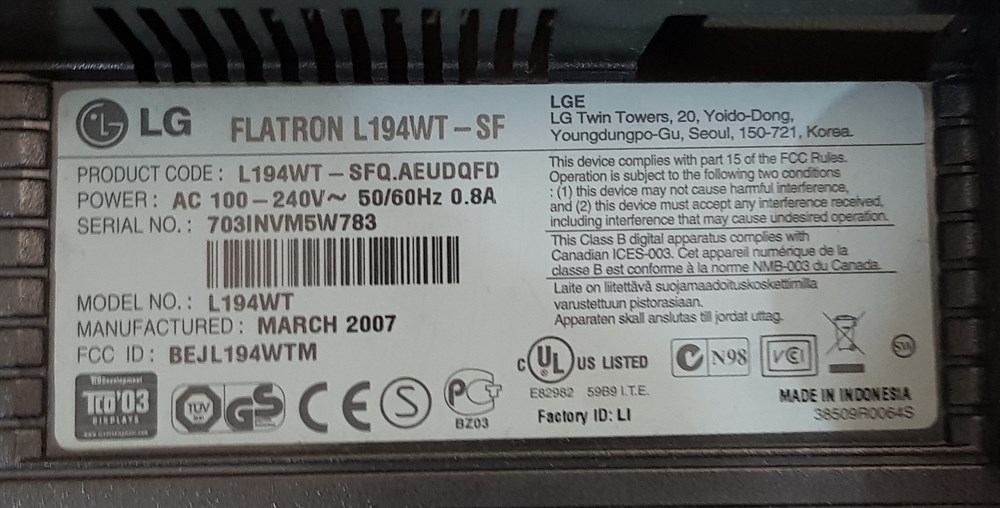 LG FLATRON L194WT – SF
LGE
LG Twin Towers, 20, Yoido-Dong,
Youngdungpo-Gu, Seoul, 150-721, Korea.
PRODUCT CODE : L194WT – SFQ.AEUDQFD
POWER : AC 100 – 240V~ 50/60Hz 0.8A
SERIAL NO. : 703INVM5W783
MODEL NO. : L194WT
MANUFACTURED : MARCH 2007
FCC ID : BEJL194WTM
This device complies with part 15 of the FCC Rules.
Operation is subject to the following two conditions
: (1) this device may not cause harmful interference,
and (2) this device must accept any interference received,
including interference that may cause undesired operation.
This Class B digital apparatus complies with
Canadian ICES-003. Cet appareil numérique de la
classe B est conforme à la norme NMB-003 du Canada.
Laite on liitettävä suojamaadoituskoskettimilla
varustettuun pistorasiaan.
Apparaten skall anslutas till jordat uttag.
TCO'03
DISPLAYS
TUV GS CE S PCT
BZ03
C UL US LISTED
E82982 59B9 I.T.E.
Factory ID: LI
N98
VCI
MADE IN INDONESIA
38509R0064S